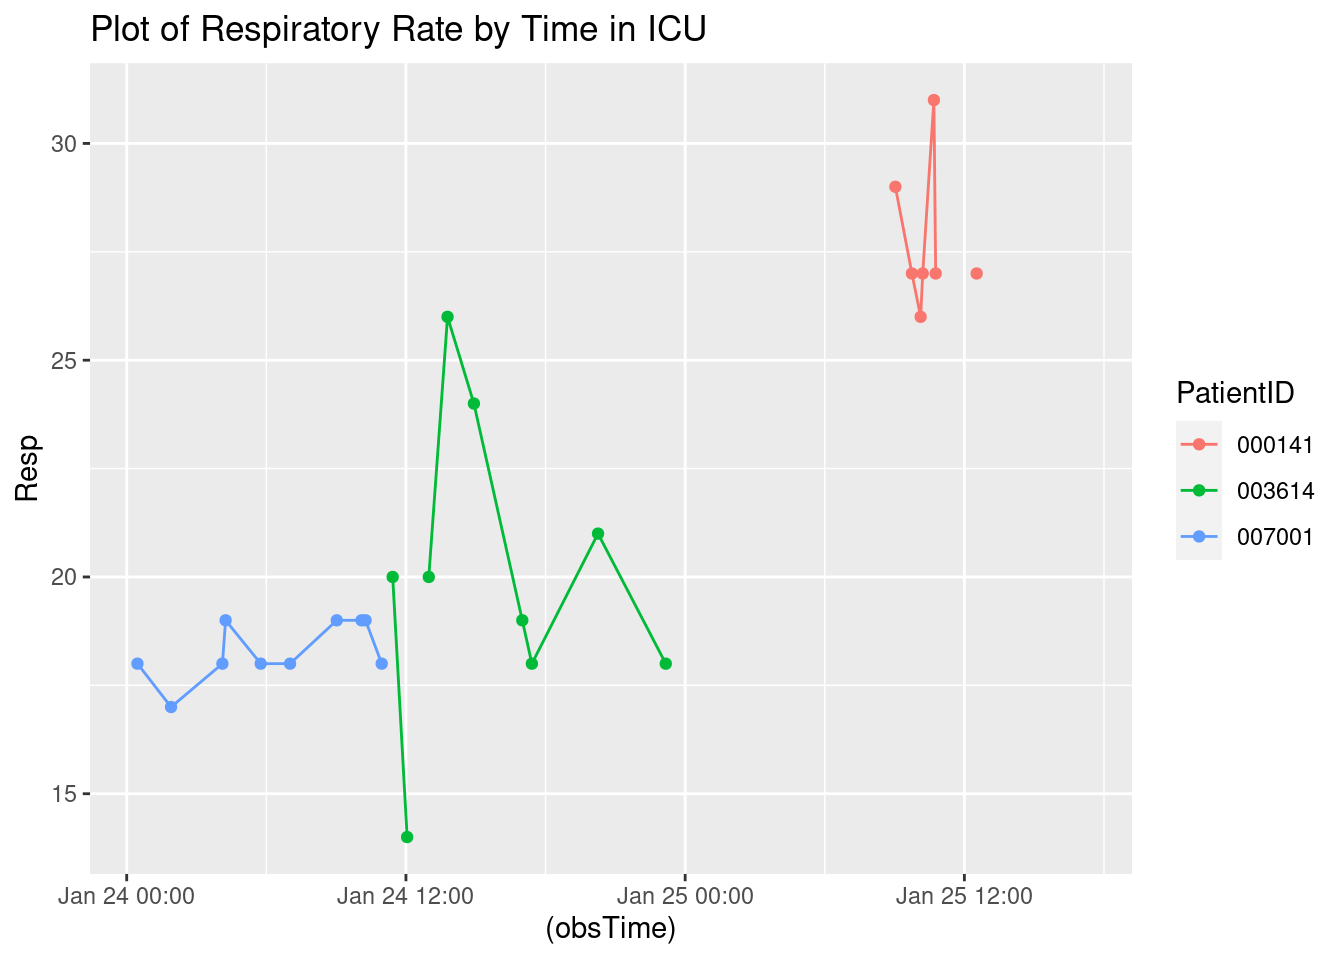 Plot of Respiratory Rate by Time in ICU
30
25
20
15
Resp
Jan 24 00:00
Jan 24 12:00
Jan 25 00:00
Jan 25 12:00
(obsTime)
PatientID
000141
003614
007001